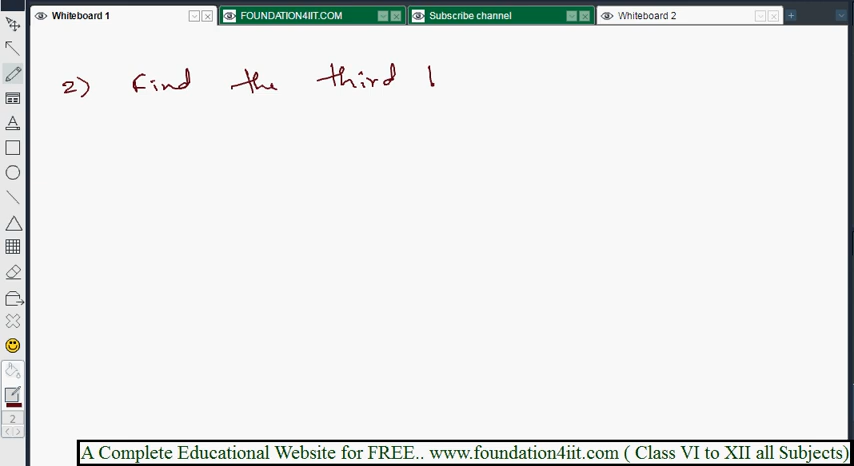 Whiteboard 1
FOUNDATION4IIT.COM
Subscribe channel
Whiteboard 2
2) Find the third
2
A Complete Educational Website for FREE.. www.foundation4iit.com ( Class VI to XII all Subjects)